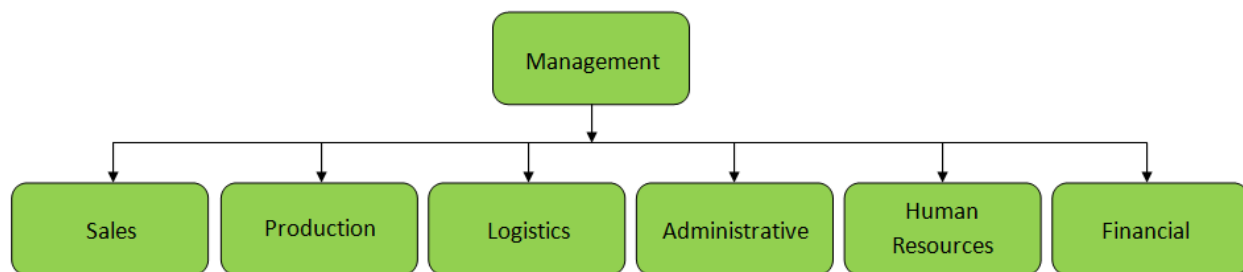 Management
Sales
Production
Logistics
Administrative
Human
Resources
Financial